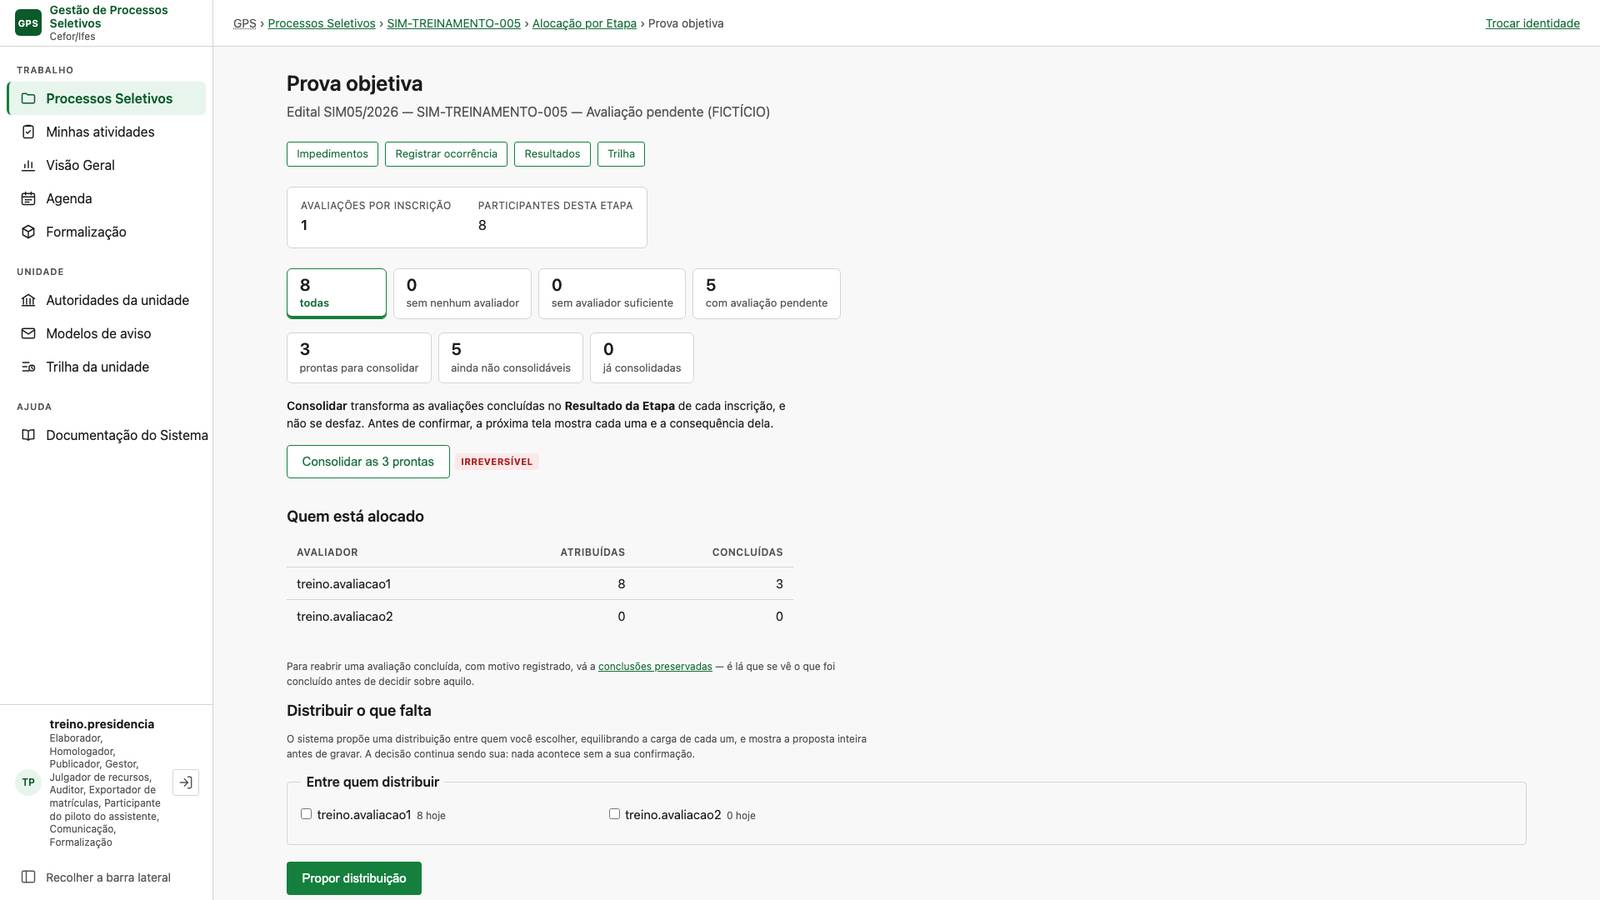 GPS
Gestão de Processos
Seletivos
Cefor/Ifes
GPS › Processos Seletivos › SIM-TREINAMENTO-005 › Alocação por Etapa › Prova objetiva
Trocar identidade
TRABALHO
Processos Seletivos
Minhas atividades
Visão Geral
Agenda
Formalização
UNIDADE
Autoridades da unidade
Modelos de aviso
Trilha da unidade
AJUDA
Documentação do Sistema
Prova objetiva
Edital SIM05/2026 — SIM-TREINAMENTO-005 — Avaliação pendente (FICTÍCIO)
Impedimentos
Registrar ocorrência
Resultados
Trilha
AVALIAÇÕES POR INSCRIÇÃO
1
PARTICIPANTES DESTA ETAPA
8
8
todas
0
sem nenhum avaliador
0
sem avaliador suficiente
5
com avaliação pendente
3
prontas para consolidar
5
ainda não consolidáveis
0
já consolidadas
Consolidar transforma as avaliações concluídas no Resultado da Etapa de cada inscrição, e
não se desfaz. Antes de confirmar, a próxima tela mostra cada uma e a consequência dela.
Consolidar as 3 prontas
IRREVERSÍVEL
Quem está alocado
AVALIADOR ATRIBUÍDAS CONCLUÍDAS
treino.avaliacao1 8 3
treino.avaliacao2 0 0
Para reabrir uma avaliação concluída, com motivo registrado, vá a conclusões preservadas — é lá que se vê o que foi
concluído antes de decidir sobre aquilo.
Distribuir o que falta
O sistema propõe uma distribuição entre quem você escolher, equilibrando a carga de cada um, e mostra a proposta inteira
antes de gravar. A decisão continua sendo sua: nada acontece sem a sua confirmação.
Entre quem distribuir
treino.avaliacao1 8 hoje
treino.avaliacao2 0 hoje
Propor distribuição
TP
treino.presidencia
Elaborador,
Homologador,
Publicador, Gestor,
Julgador de recursos,
Auditor, Exportador de
matrículas, Participante
do piloto do assistente,
Comunicação,
Formalização
Recolher a barra lateral